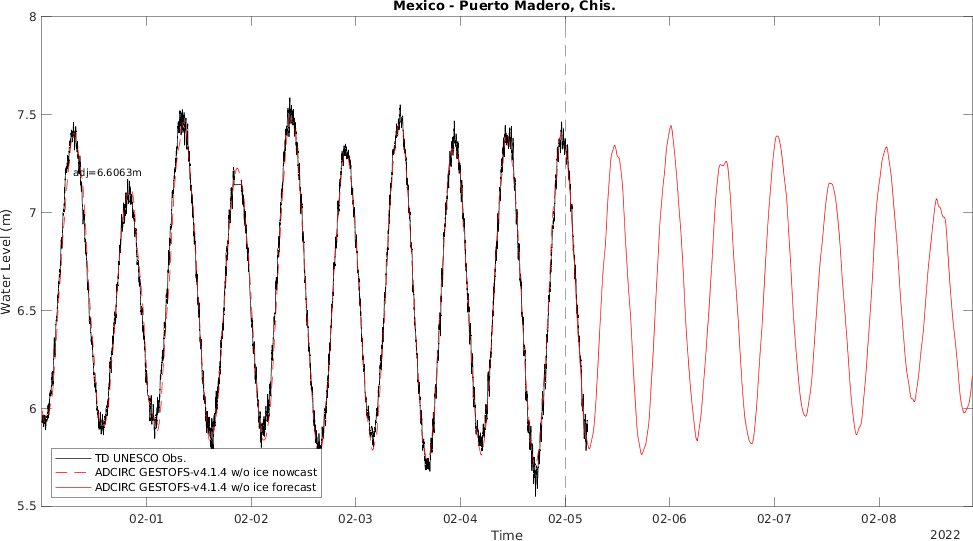 Mexico - Puerto Madero, Chis.
8
7.5
7
6.5
6
5.5
Water Level (m)
adj=6.6063m
TD UNESCO Obs.
ADCIRC GESTOFS-v4.1.4 w/o ice nowcast
ADCIRC GESTOFS-v4.1.4 w/o ice forecast
02-01 02-02 02-03 02-04 02-05 02-06 02-07 02-08
Time
2022